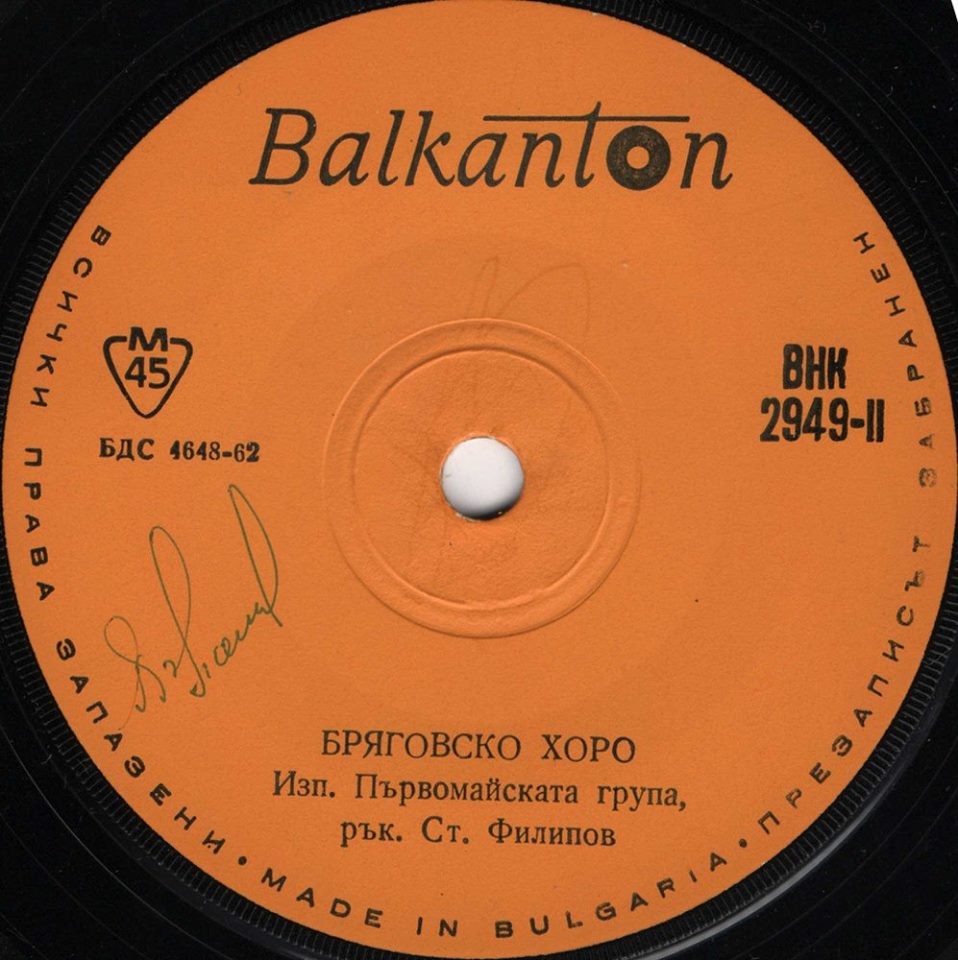 Balkanton
М
45
БДС 4648-62
ВНК
2949-II
БРЯГОВСКО ХОРО
Изп. Първомайската група,
рък. Ст. Филипов
ВСИЧКИ ПРАВА ЗАПАЗЕНИ • MADE IN BULGARIA • ПРЕЗАПИСЪТ ЗАБРАНЕН